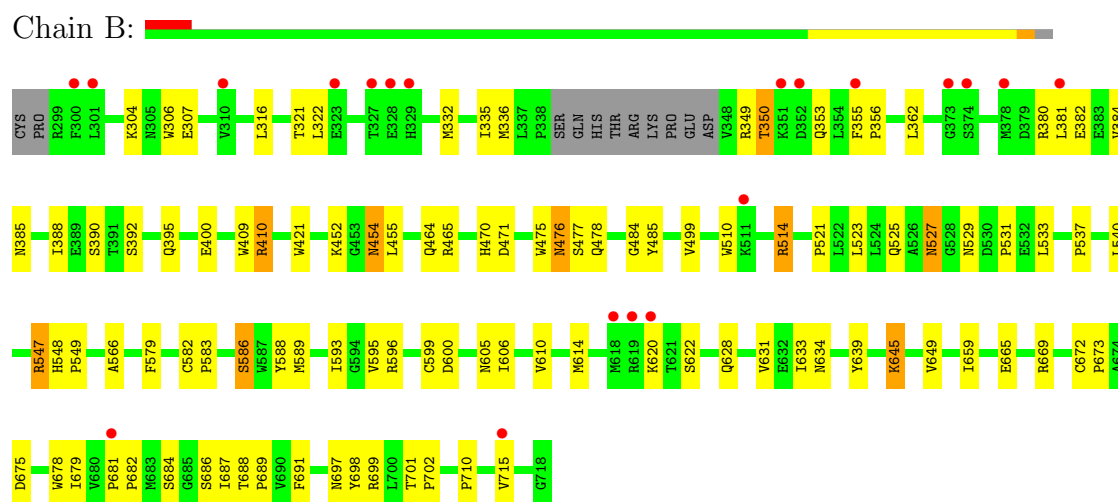 Chain B:
CYS PRO R299 F300 L301 K304 N305 W306 E307 V310 L316 T321 L322 E323 T327 E328 H329 M332 I335 M336 L337 P338 SER GLN HIS THR ARG LYS PRO GLU ASP V348 R349 T350 K351 D352 Q353 L354 F355 P356 L362 G373 S374 M378 D379 R380 L381 E382 E383 V384
N385 I388 E389 S390 T391 S392 Q395 E400 W409 R410 W421 K452 G453 N454 L455 Q464 R465 H470 D471 W475 N476 S477 Q478 G484 Y485 V499 W510 K511 R514 P521 L522 L523 L524 Q525 A526 N527 G528 N529 D530 P531 E532 L533 P537 L540
R547 H548 P549 A566 F579 C582 P583 S586 W587 Y588 M589 I593 G594 V595 R596 C599 D600 N605 I606 V610 M614 M618 R619 K620 T621 S622 Q628 V631 E632 I633 N634 Y639 K645 V649 I659 E665 R669 C672 P673 A674
D675 W678 I679 V680 P681 P682 M683 S684 G685 S686 I687 T688 P689 V690 F691 N697 Y698 R699 L700 T701 P702 P710 V715 G718